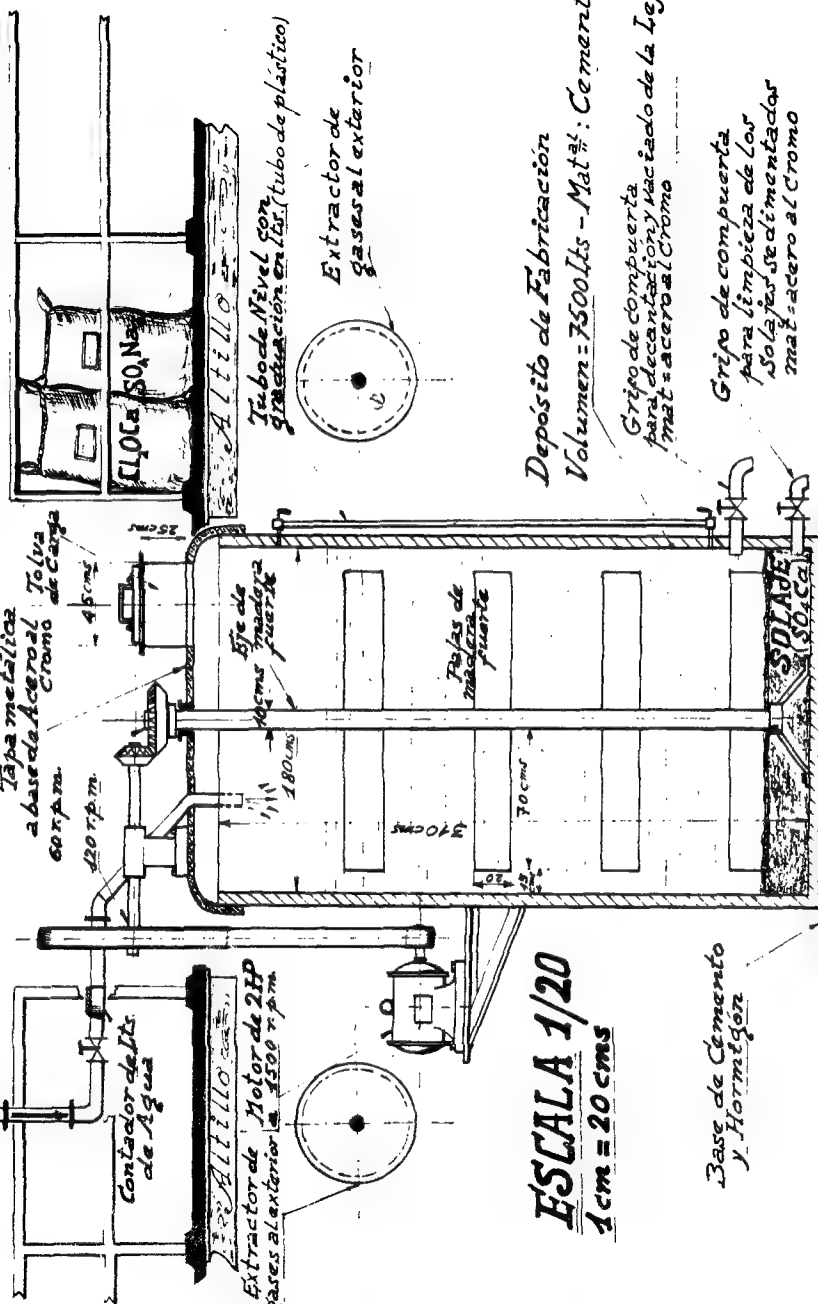 Tapa metálica
a base de Acero al
Cromo
Tolva
de Carga
45 cms
25 cms
60 r.p.m.
120 r.p.m.
Contador de lts.
de Agua
CL₂OCa
SO₄Na₂
Altillo
Altillo
Tubo de Nivel con
graduación en lts. (tubo de plástico)
Extractor de
gases al exterior
Extractor de
gases al exterior
Motor de 2HP
a 1500 r.p.m.
Eje de
madera
fuerte
10 cms
180 cms
310 cms
Palas de
madera
fuerte
70 cms
20
15
Depósito de Fabricación
Volumen = 7500 Lts - Matᵃˡ: 
Grifo de compuerta
para decantación y vaciado de la
mat = acero al cromo
Grifo de compuerta
para limpieza de los
Solajes sedimentados
mat = acero al cromo
SOLAJE
SO₄Ca
ESCALA 1/20
1 cm = 20 cms
Base de Cemento
y Hormigón